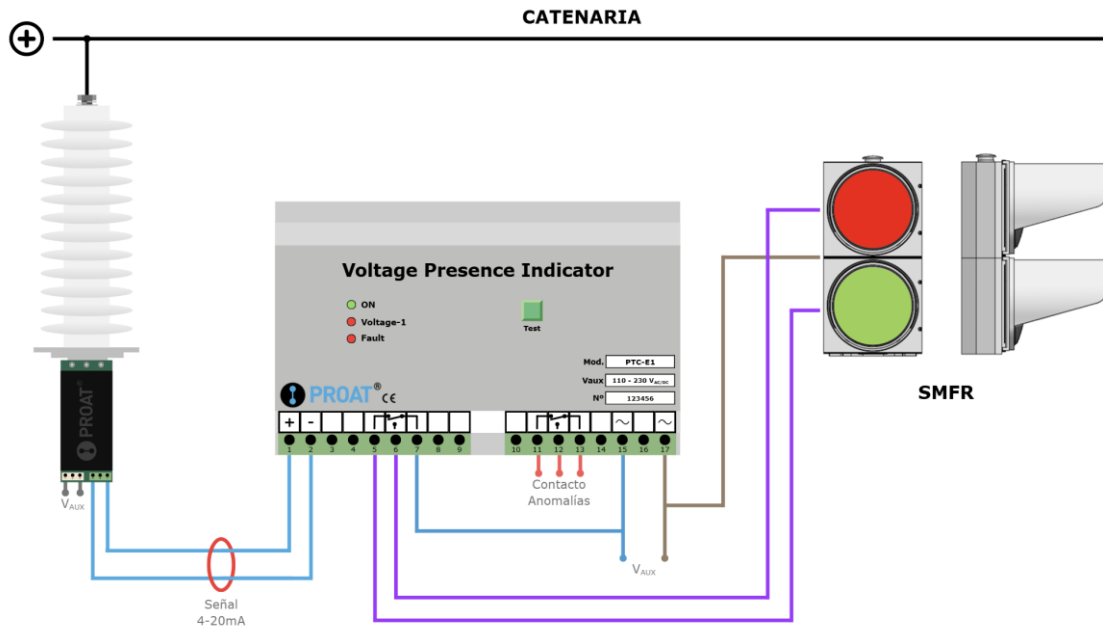 CATENARIA
Voltage Presence Indicator
ON
Voltage-1
Fault
Test
Mod. PTC-E1
Vaux 110 - 230 VAC/DC
Nº 123456
PROAT® CE
+ - ~ ~
1 2 3 4 5 6 7 8 9 10 11 12 13 14 15 16 17
PROAT
VAUX
Contacto
Anomalías
VAUX
Señal
4-20mA
SMFR